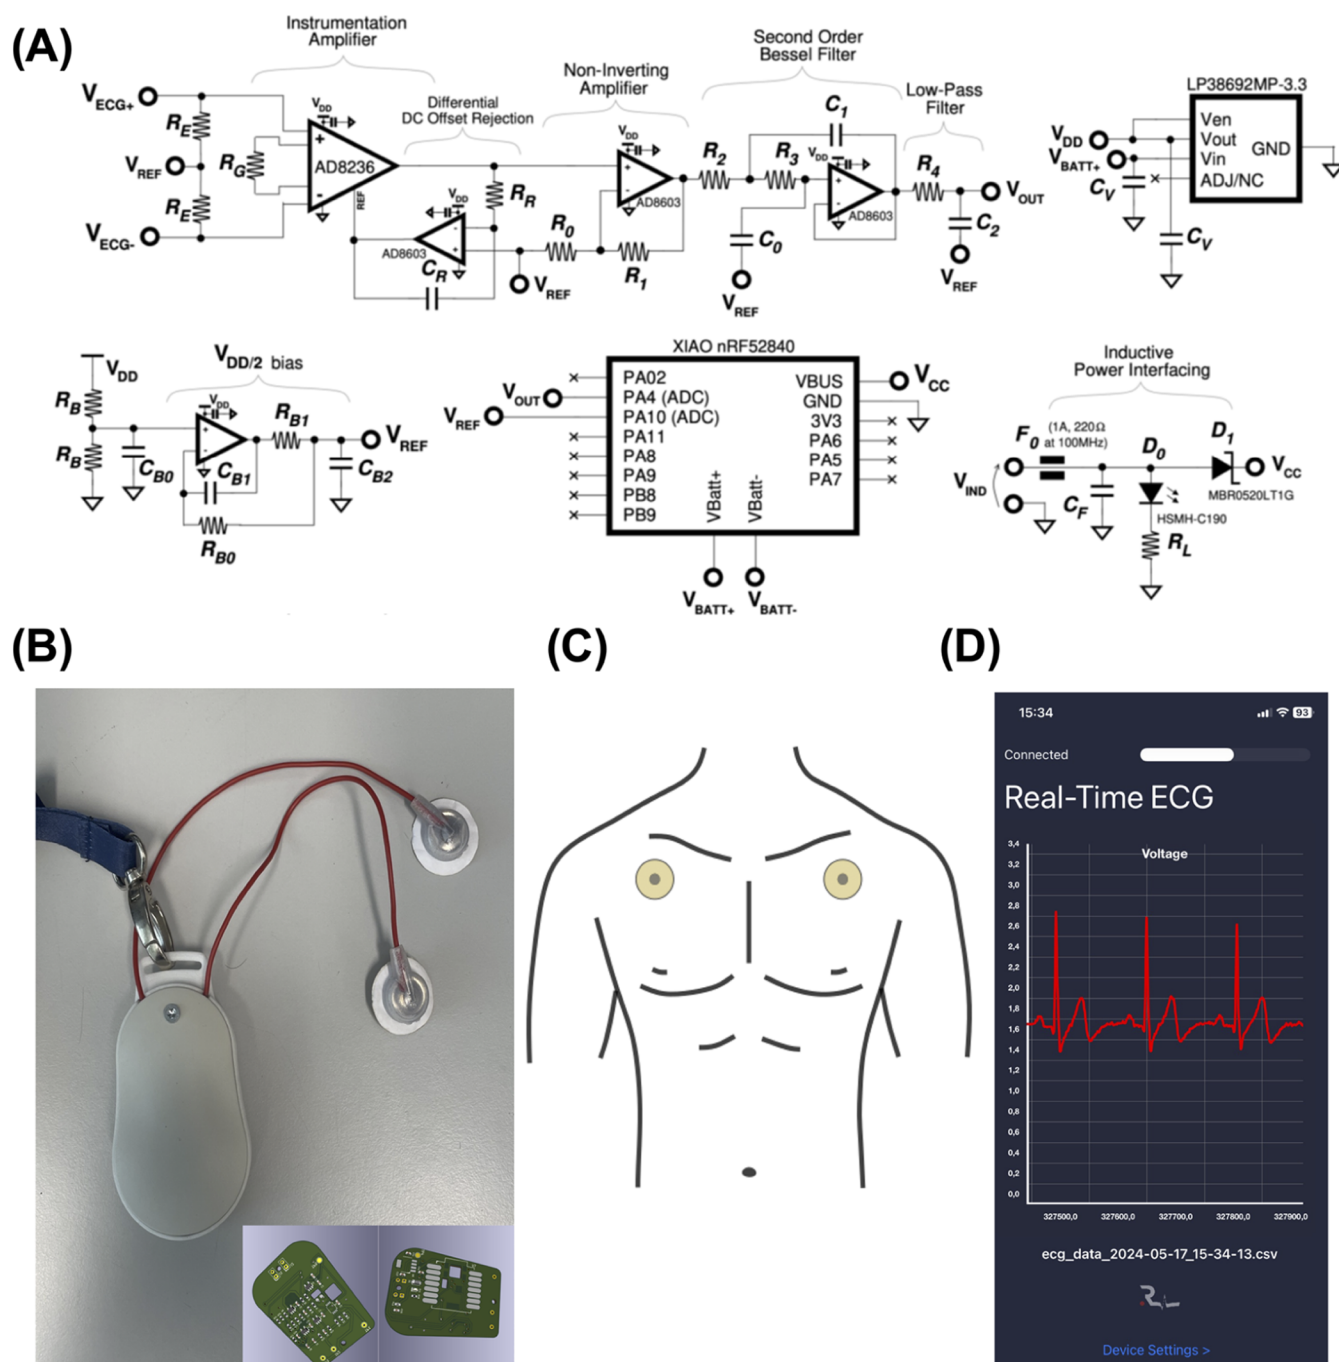 (A)
Instrumentation
Amplifier
Differential
DC Offset Rejection
Non-Inverting
Amplifier
Second Order
Bessel Filter
Low-Pass
Filter
LP38692MP-3.3
VECG+
RE
VREF
RE
VECG-
RG
VDD
AD8236
REF
RR
AD8603
VDD
CR
VREF
R0
R1
VDD
AD8603
R2
R3
C1
VDD
AD8603
C0
VREF
R4
C2
VREF
VOUT
VDD
VBATT+
CV
CV
Ven
Vout
Vin
ADJ/NC
GND
VDD
RB
RB
VDD/2 bias
VDD
CB0
CB1
RB0
RB1
CB2
VREF
XIAO nRF52840
VOUT
VREF
PA02
PA4 (ADC)
PA10 (ADC)
PA11
PA8
PA9
PB8
PB9
VBatt+
VBatt-
VBUS
GND
3V3
PA6
PA5
PA7
VCC
VBATT+
VBATT-
Inductive
Power Interfacing
F0
(1A, 220Ω
at 100MHz)
VIND
CF
D0
HSMH-C190
RL
D1
MBR0520LT1G
VCC
(B)
(C)
(D)
15:34
93
Connected
Real-Time ECG
Voltage
3,4
3,2
3,0
2,8
2,6
2,4
2,2
2,0
1,8
1,6
1,4
1,2
1,0
0,8
0,6
0,4
0,2
0,0
327500,0 327600,0 327700,0 327800,0 327900,0
ecg_data_2024-05-17_15-34-13.csv
Device Settings >